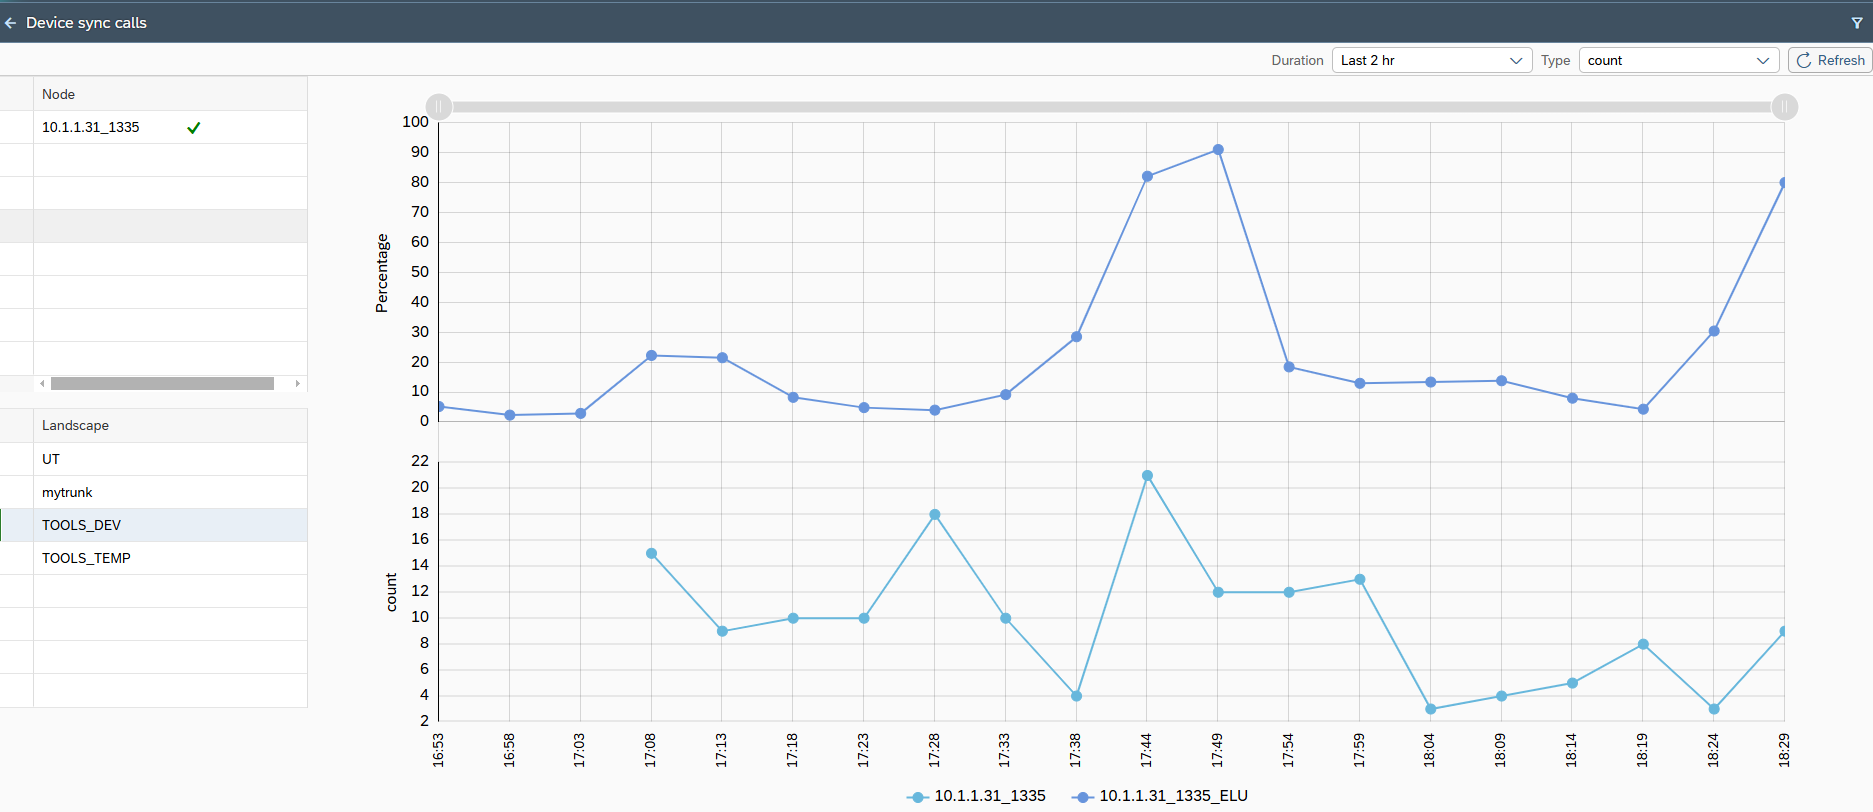 Device sync calls
Duration Last 2 hr Type count Refresh
Node
10.1.1.31_1335
Landscape
UT
mytrunk
TOOLS_DEV
TOOLS_TEMP
Percentage
100
90
80
70
60
50
40
30
20
10
0
count
22
20
18
16
14
12
10
8
6
4
2
16:53 16:58 17:03 17:08 17:13 17:18 17:23 17:28 17:33 17:38 17:44 17:49 17:54 17:59 18:04 18:09 18:14 18:19 18:24 18:29
10.1.1.31_1335 10.1.1.31_1335_ELU